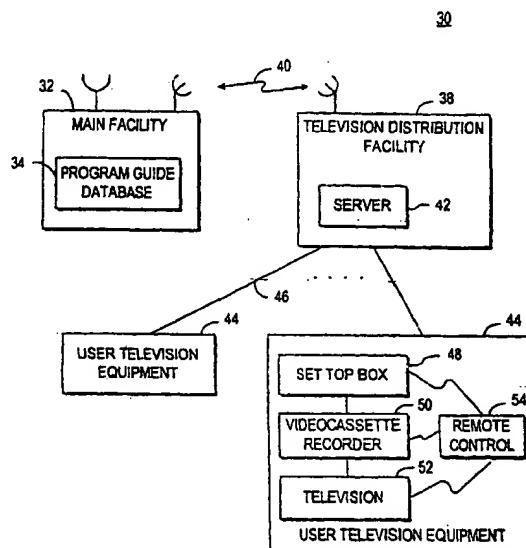 30
40
32
38
MAIN FACILITY
TELEVISION DISTRIBUTION
FACILITY
34
PROGRAM GUIDE
DATABASE
SERVER
42
46
44
44
USER TELEVISION
EQUIPMENT
48
SET TOP BOX
50
54
VIDEOCASSETTE
RECORDER
REMOTE
CONTROL
52
TELEVISION
USER TELEVISION EQUIPMENT